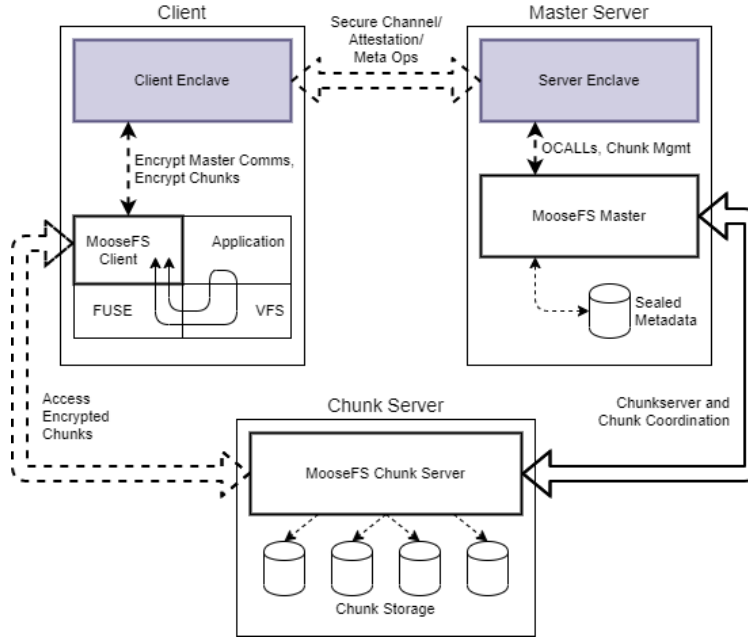 Client
Secure Channel/
Attestation/
Meta Ops
Master Server
Client Enclave
Server Enclave
Encrypt Master Comms,
Encrypt Chunks
OCALLs, Chunk Mgmt
MooseFS
Client
Application
MooseFS Master
FUSE
VFS
Sealed
Metadata
Access
Encrypted
Chunks
Chunk Server
Chunkserver and
Chunk Coordination
MooseFS Chunk Server
Chunk Storage